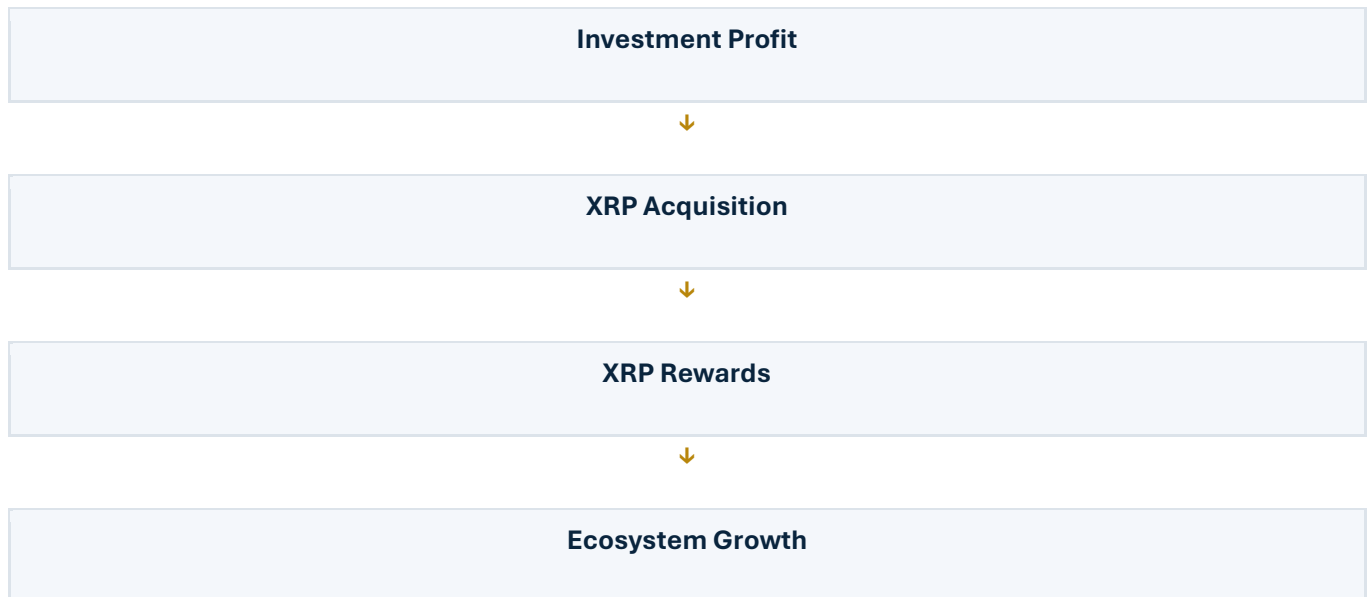 Investment Profit
↓
XRP Acquisition
↓
XRP Rewards
↓
Ecosystem Growth